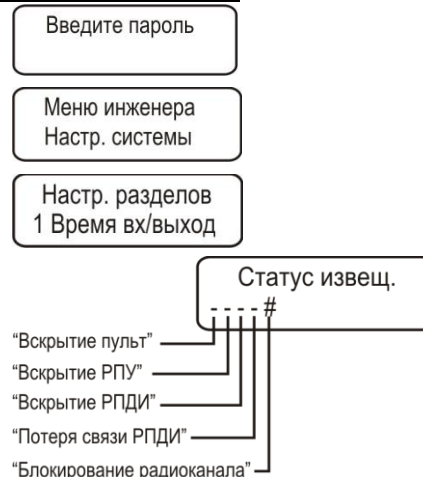 Введите пароль
Меню инженера
Настр. системы
Настр. разделов
1 Время вх/выход
Статус извещ.
- - - - #
“Вскрытие пульт”
“Вскрытие РПУ”
“Вскрытие РПДИ”
“Потеря связи РПДИ”
“Блокирование радиоканала”